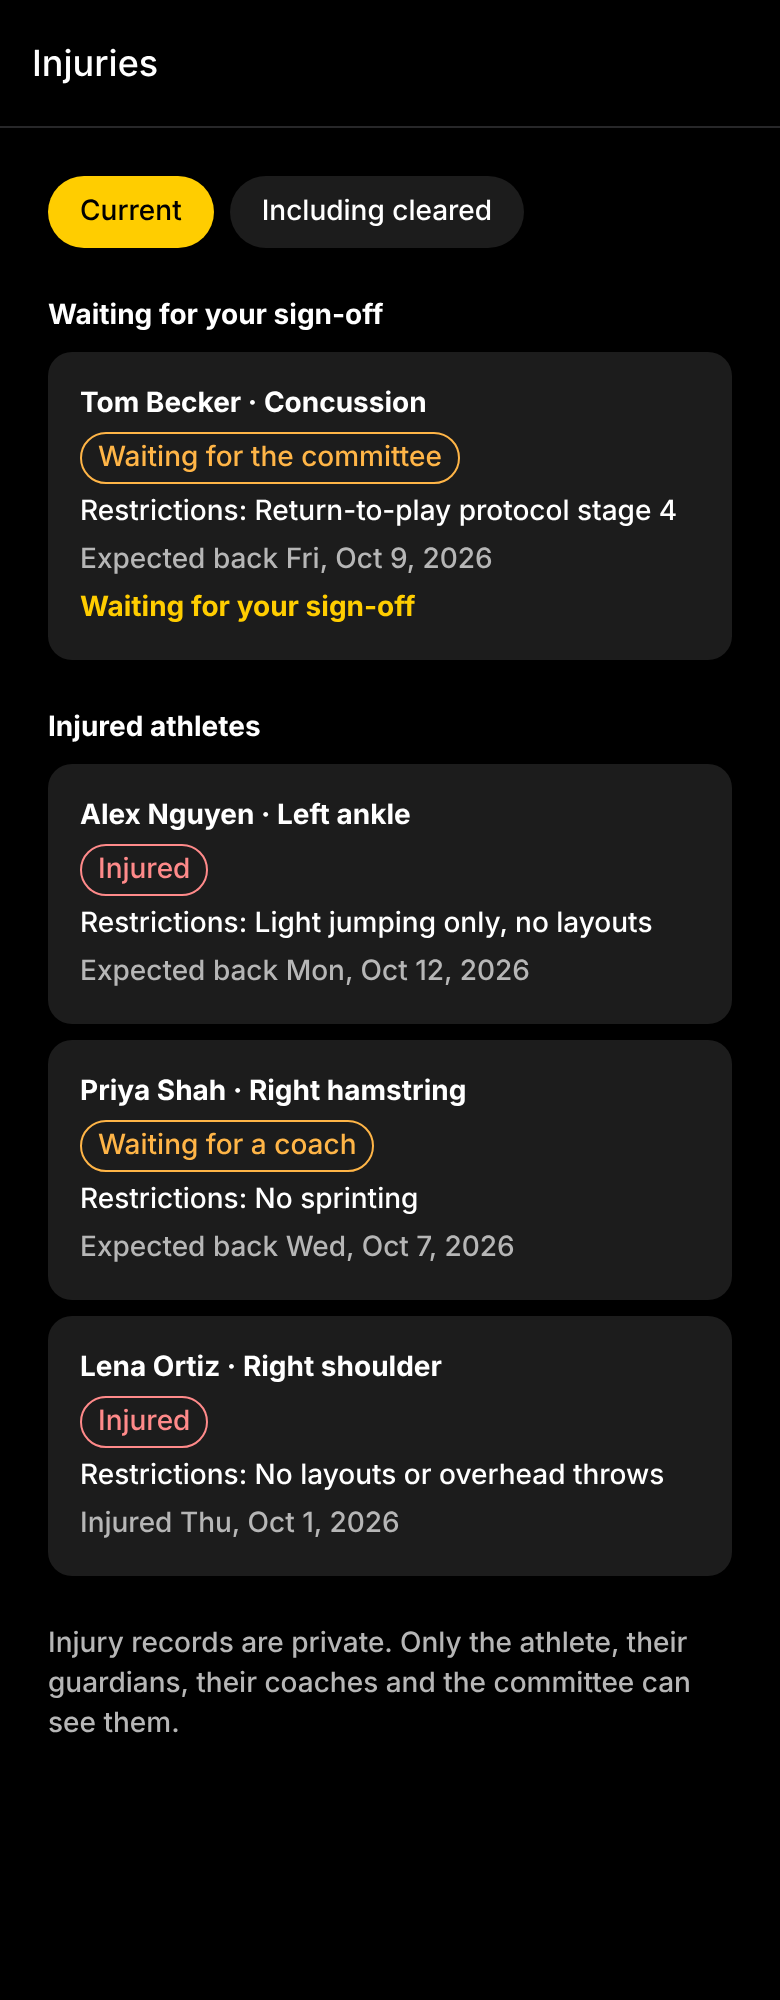 Injuries
Current
Including cleared
Waiting for your sign-off
Tom Becker · Concussion
Waiting for the committee
Restrictions: Return-to-play protocol stage 4
Expected back Fri, Oct 9, 2026
Waiting for your sign-off
Injured athletes
Alex Nguyen · Left ankle
Injured
Restrictions: Light jumping only, no layouts
Expected back Mon, Oct 12, 2026
Priya Shah · Right hamstring
Waiting for a coach
Restrictions: No sprinting
Expected back Wed, Oct 7, 2026
Lena Ortiz · Right shoulder
Injured
Restrictions: No layouts or overhead throws
Injured Thu, Oct 1, 2026
Injury records are private. Only the athlete, their
guardians, their coaches and the committee can
see them.